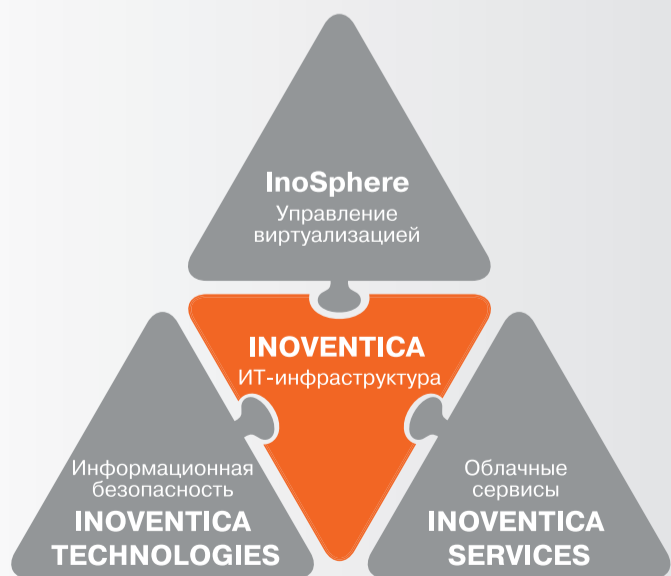 InoSphere
Управление
виртуализацией
INOVENTICA
ИТ-инфраструктура
Информационная
безопасность
INOVENTICA
TECHNOLOGIES
Облачные
сервисы
INOVENTICA
SERVICES